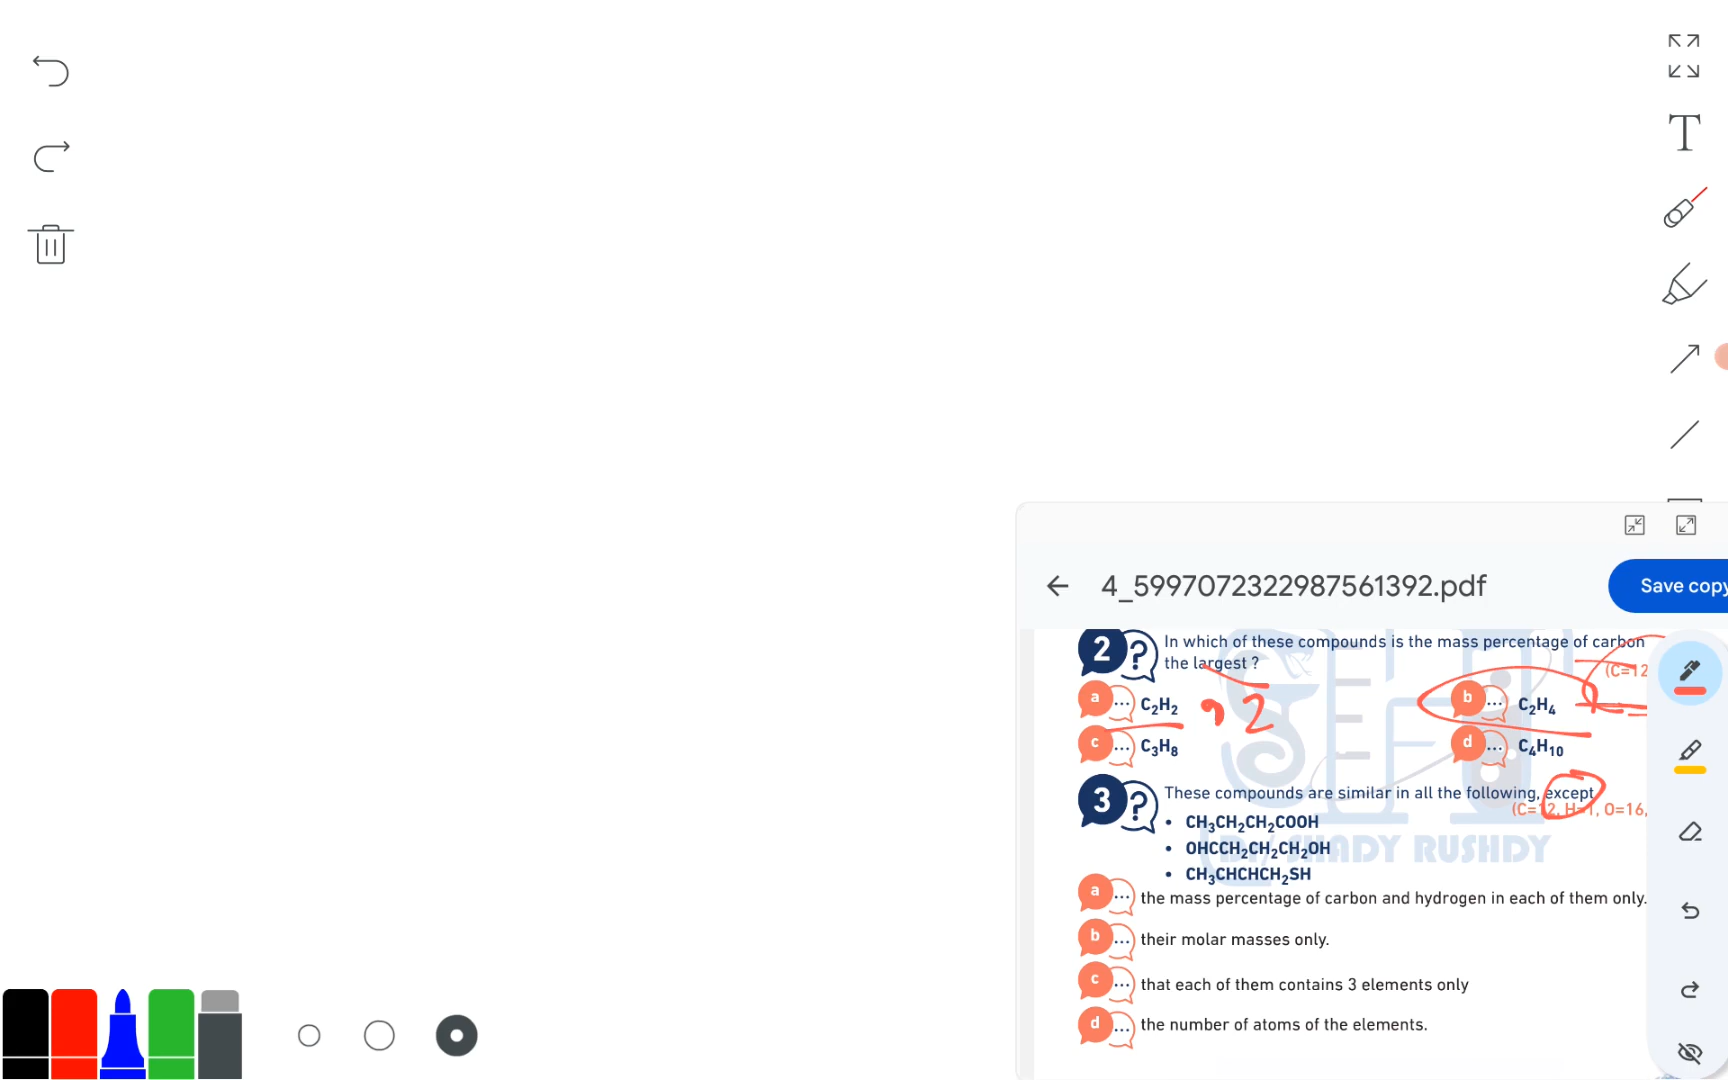 T
4_5997072322987561392.pdf
Save copy
2 ? In which of these compounds is the mass percentage of carbon
the largest ?
(C=12
a ... C₂H₂
, 2
b ... C₂H₄
c ... C₃H₈
d ... C₄H₁₀
3 ? These compounds are similar in all the following, except
(C=12, H=1, O=16,
• CH₃CH₂CH₂COOH
• OHCCH₂CH₂CH₂OH
SHADY RUSHDY
• CH₃CHCHCH₂SH
a ... the mass percentage of carbon and hydrogen in each of them only.
b ... their molar masses only.
c ... that each of them contains 3 elements only
d ... the number of atoms of the elements.